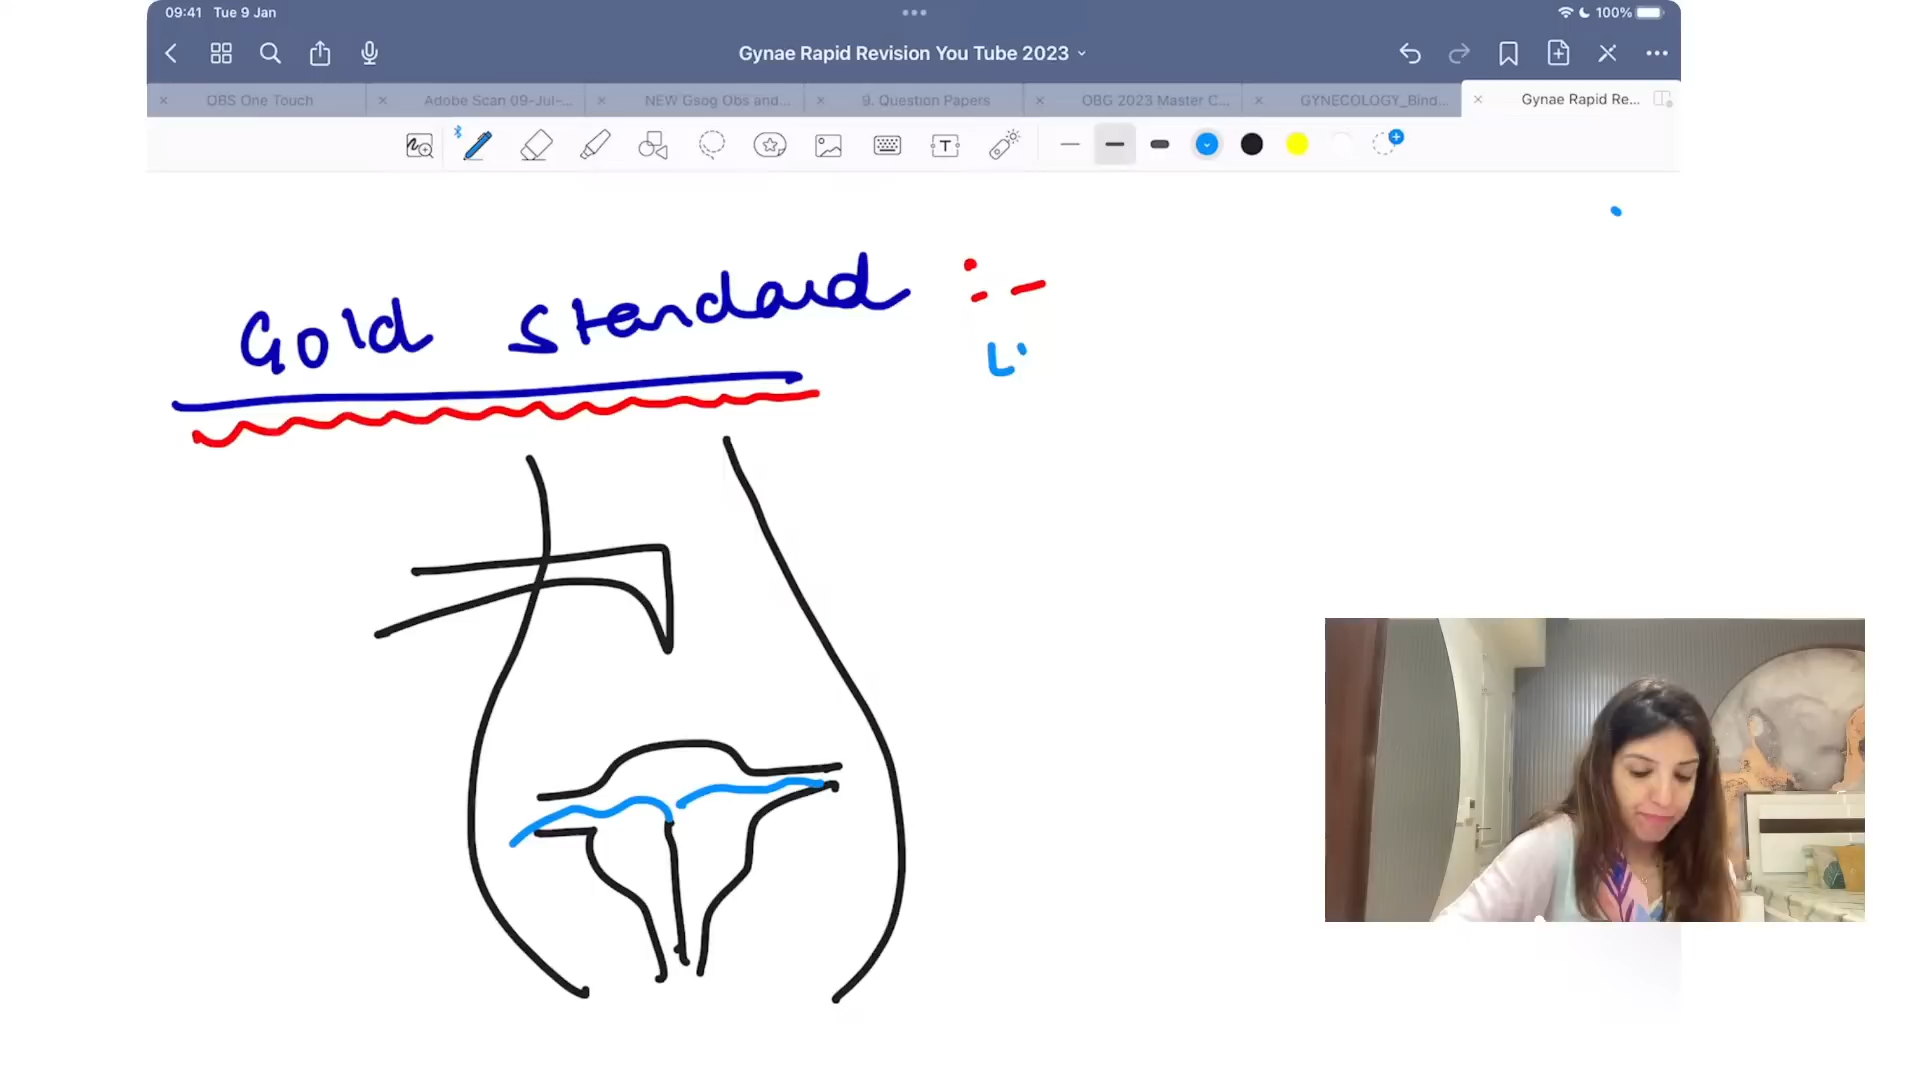 09:41 Tue 9 Jan
100%
Gynae Rapid Revision You Tube 2023
OBS One Touch
Adobe Scan 09-Jul-...
NEW Gsog Obs and...
9. Question Papers
OBG 2023 Master C...
GYNECOLOGY_Bind...
Gynae Rapid Re...
T
Gold Standard :-
Li